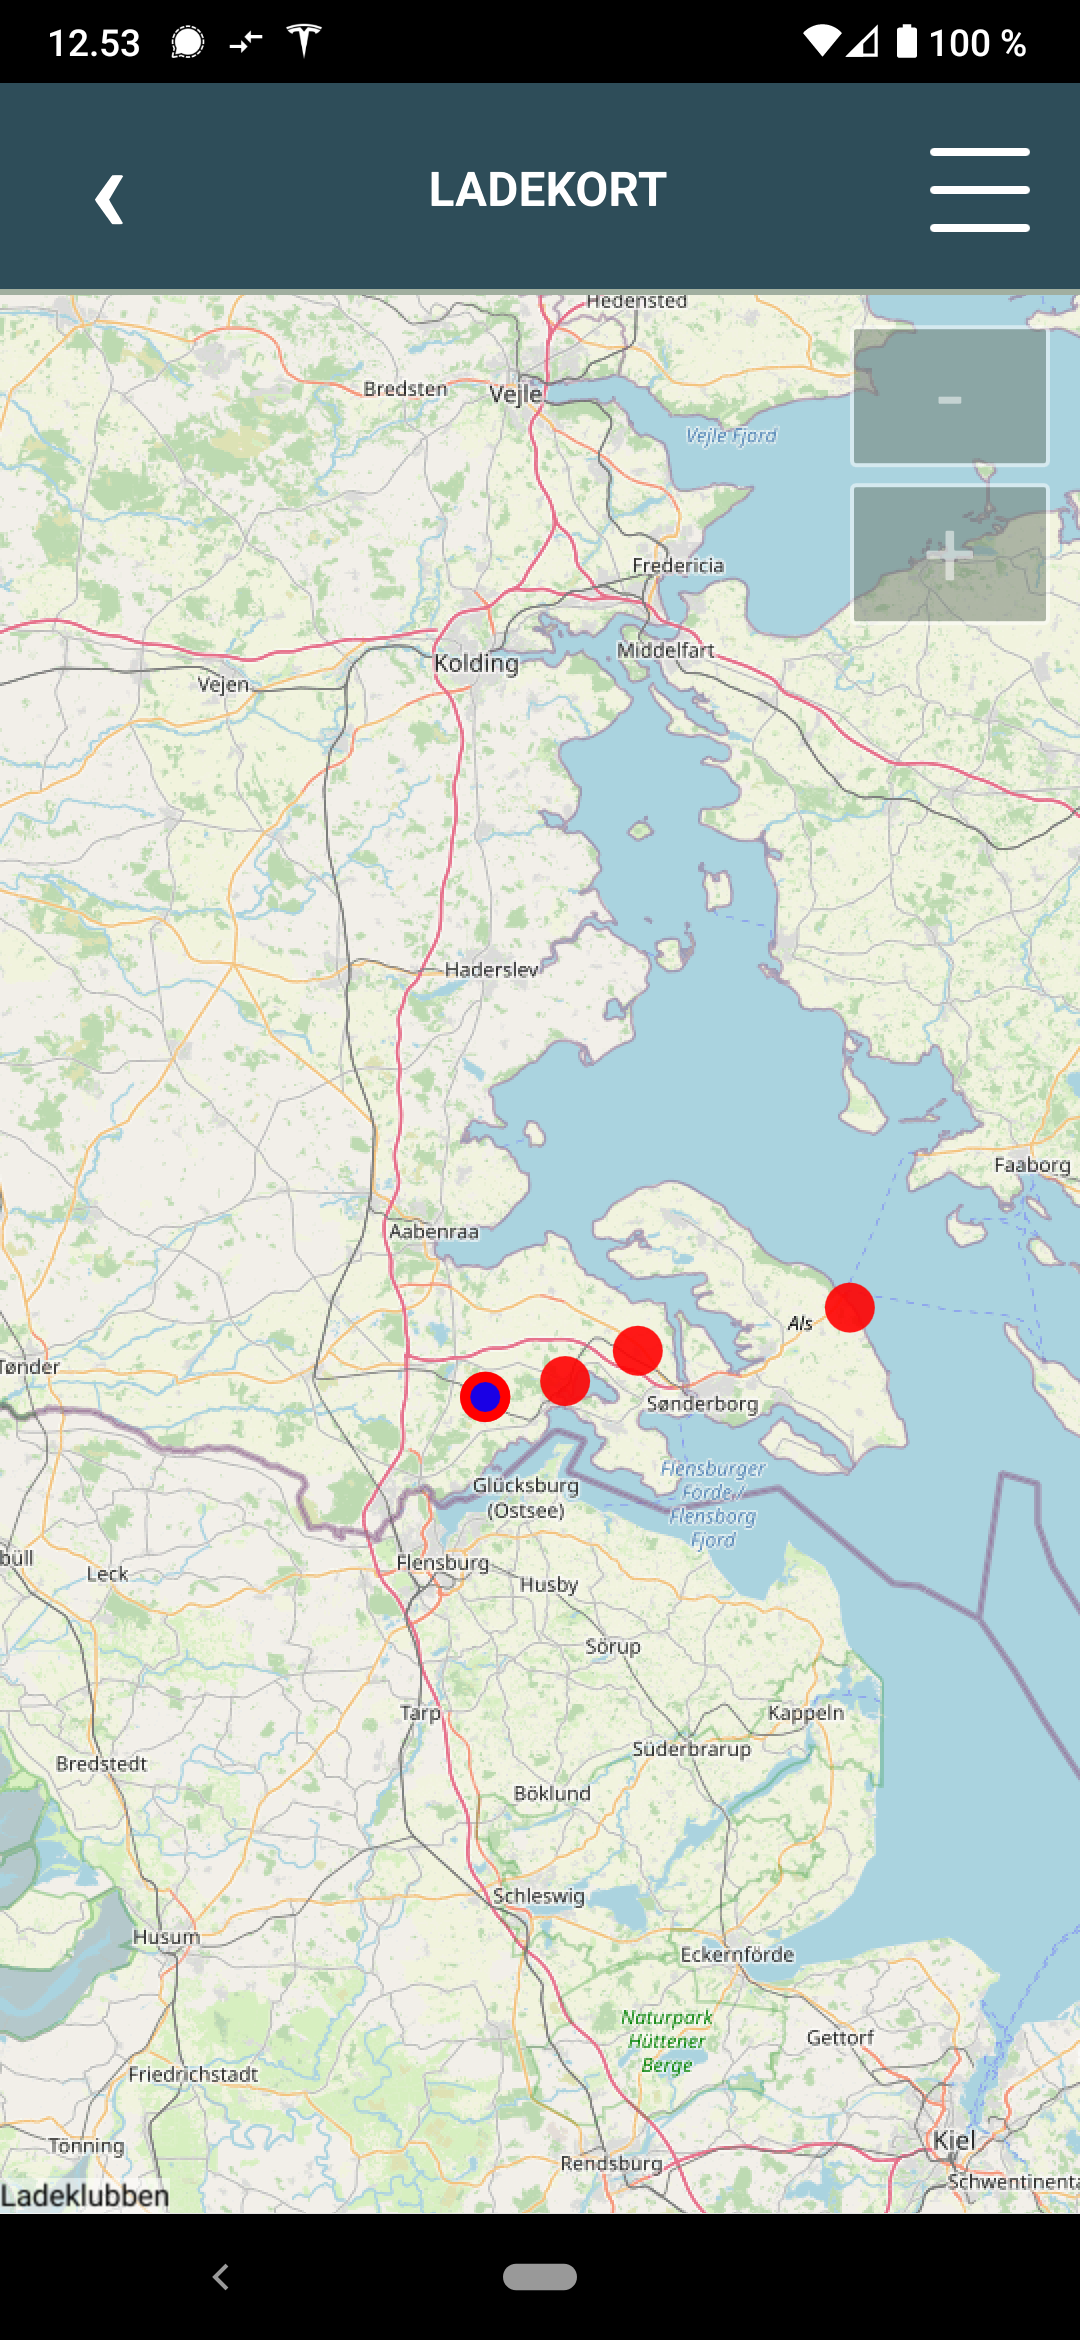 12.53
100 %
❮
LADEKORT
Hedensted
Bredsten
Vejle
Vejle Fjord
-
+
Fredericia
Middelfart
Kolding
Vejen
Haderslev
Faaborg
Aabenraa
Als
Tønder
Sønderborg
Flensburger
Förde /
Flensborg
Fjord
Glücksburg
(Ostsee)
büll
Flensburg
Leck
Husby
Sörup
Tarp
Kappeln
Süderbrarup
Bredstedt
Böklund
Schleswig
Husum
Eckernförde
Naturpark
Hüttener
Berge
Gettorf
Friedrichstadt
Tönning
Kiel
Rendsburg
Schwentinenta
Ladeklubben